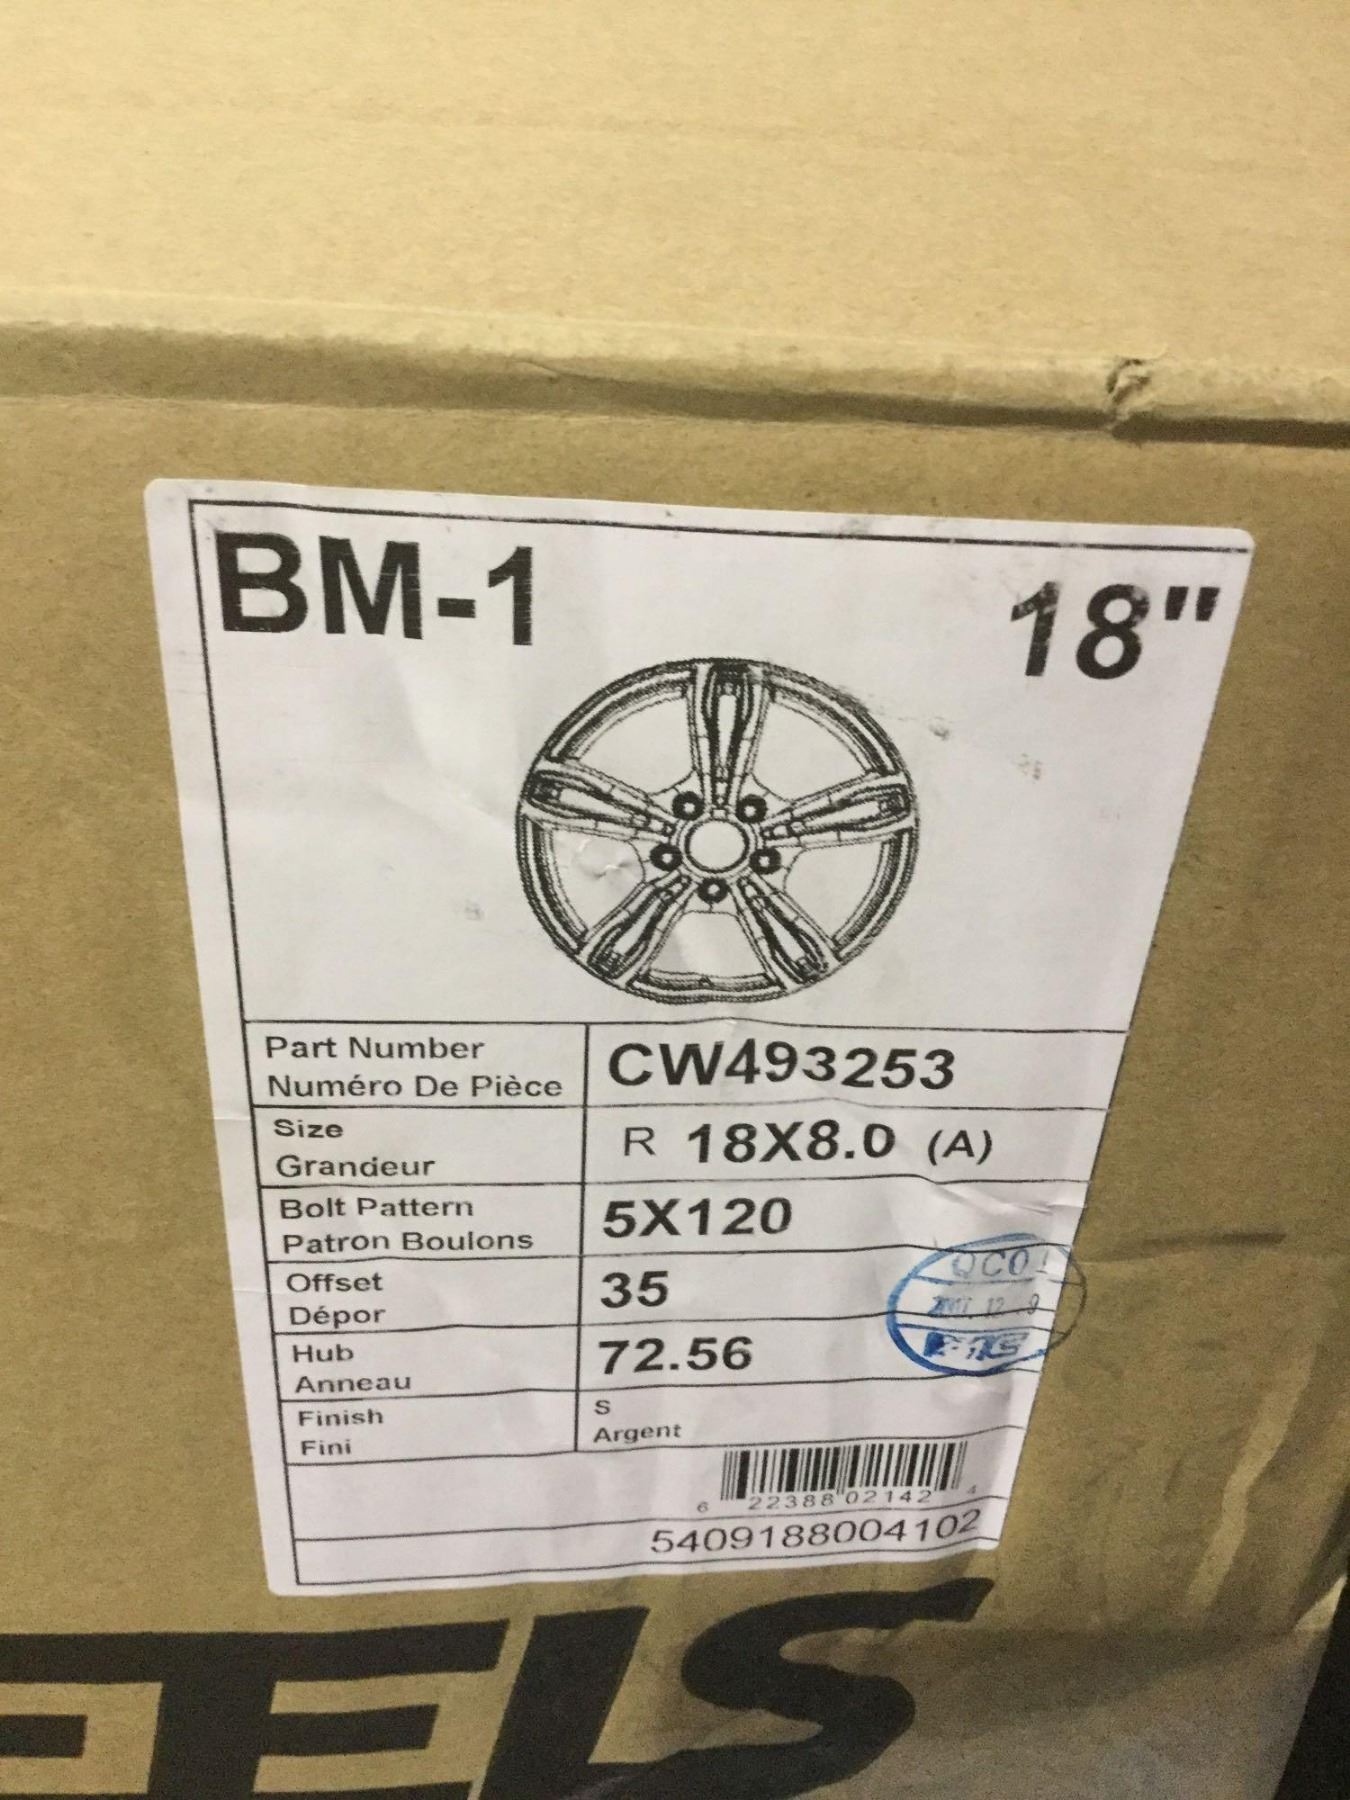 BM-1
18"
Part Number
Numéro De Pièce
CW493253
Size
Grandeur
R 18X8.0 (A)
Bolt Pattern
Patron Boulons
5X120
Offset
Dépor
35
Hub
Anneau
72.56
Finish
Fini
S
Argent
QC01
6 22388 02142 4
5409188004102
EELS